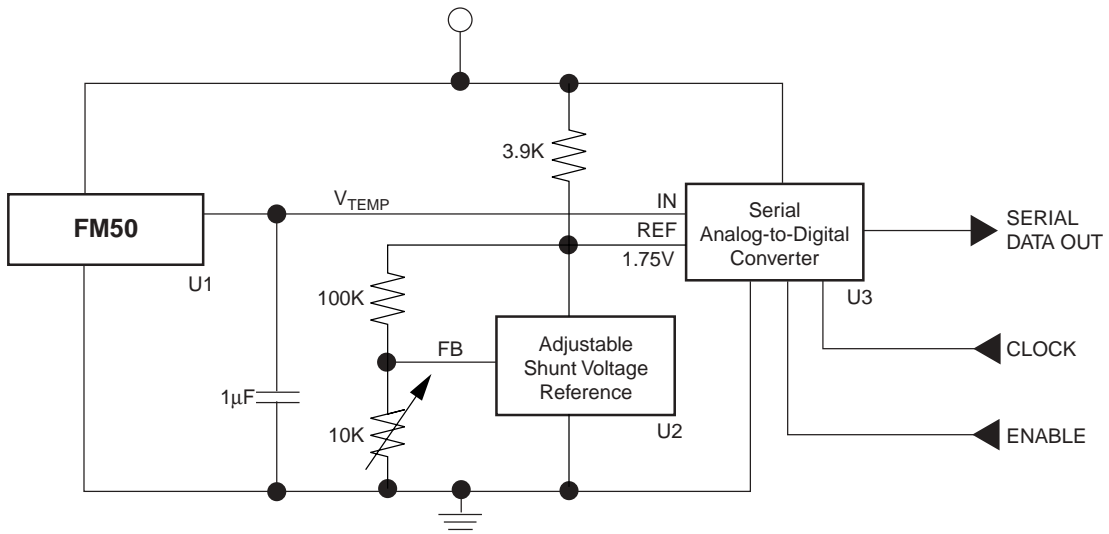 3.9K
FM50
U1
VTEMP
IN
REF
1.75V
Serial
Analog-to-Digital
Converter
U3
SERIAL
DATA OUT
100K
FB
Adjustable
Shunt Voltage
Reference
U2
CLOCK
1µF
10K
ENABLE